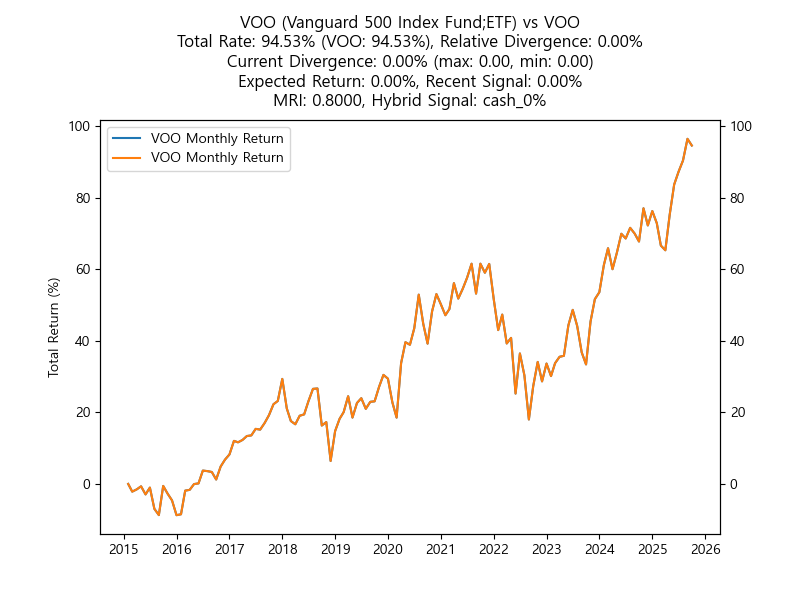 VOO (Vanguard 500 Index Fund;ETF) vs VOO
Total Rate: 94.53% (VOO: 94.53%), Relative Divergence: 0.00%
Current Divergence: 0.00% (max: 0.00, min: 0.00)
Expected Return: 0.00%, Recent Signal: 0.00%
MRI: 0.8000, Hybrid Signal: cash_0%
VOO Monthly Return
VOO Monthly Return
Total Return (%)
100
80
60
40
20
0
100
80
60
40
20
0
2015 2016 2017 2018 2019 2020 2021 2022 2023 2024 2025 2026